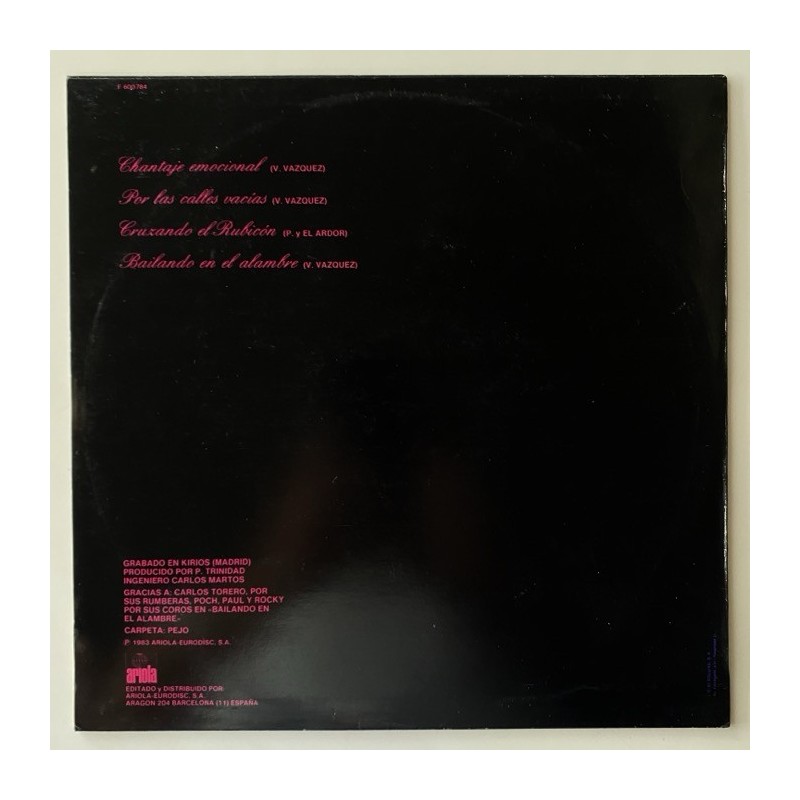 F 600784
Chantaje emocional (V. VAZQUEZ)
Por las calles vacías (V. VAZQUEZ)
Cruzando el Rubicón (P. y EL ARDOR)
Bailando en el alambre (V. VAZQUEZ)
GRABADO EN KIRIOS (MADRID)
PRODUCIDO POR P. TRINIDAD
INGENIERO CARLOS MARTOS
GRACIAS A: CARLOS TORERO, POR
SUS RUMBERAS, POCH, PAUL Y ROCKY
POR SUS COROS EN «BAILANDO EN
EL ALAMBRE»
CARPETA: PEJO
℗ 1983 ARIOLA-EURODISC, S.A.
ariola
EDITADO y DISTRIBUIDO POR
ARIOLA-EURODISC, S.A.
ARAGON 204 BARCELONA (11) ESPAÑA